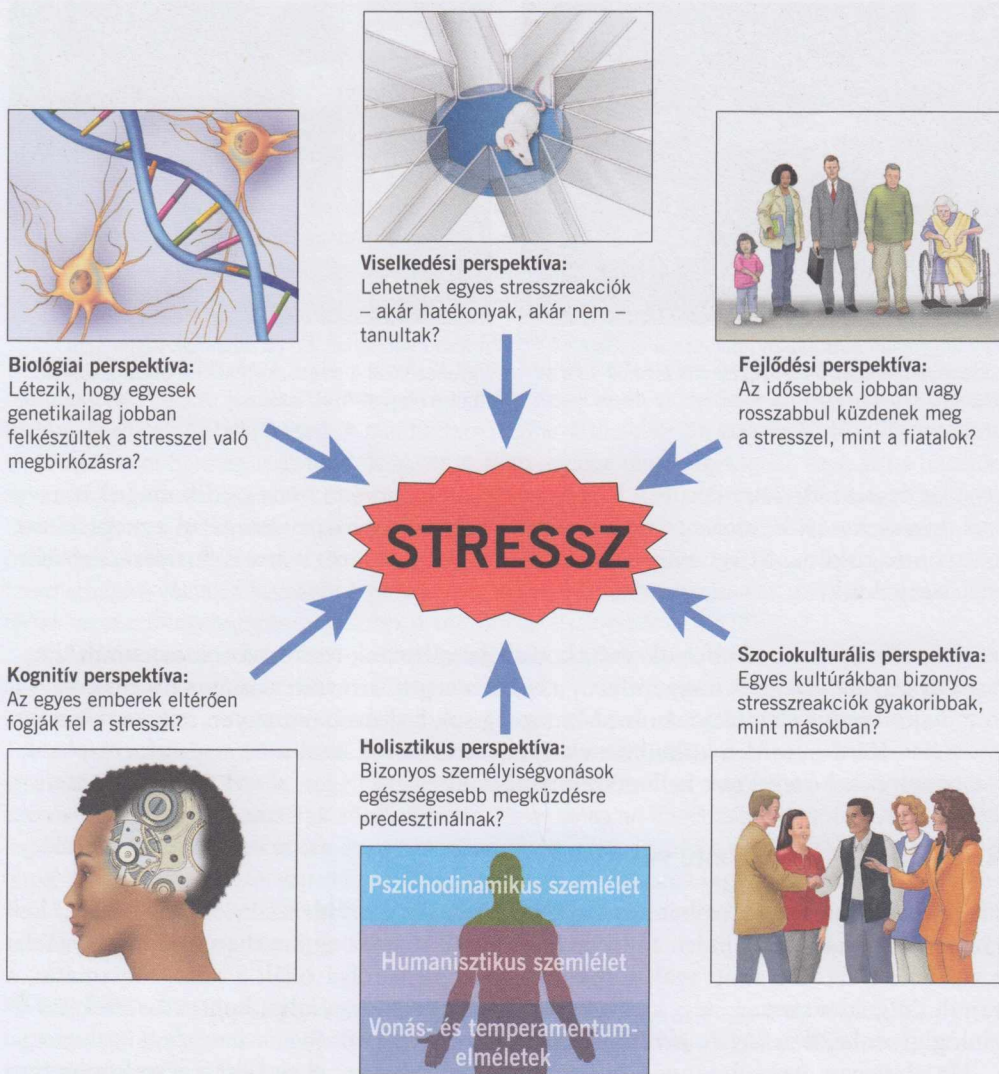 Viselkedési perspektíva:
Lehetnek egyes stresszreakciók
– akár hatékonyak, akár nem –
tanultak?
Biológiai perspektíva:
Létezik, hogy egyesek
genetikailag jobban
felkészültek a stresszel való
megbirkózásra?
Fejlődési perspektíva:
Az idősebbek jobban vagy
rosszabbul küzdenek meg
a stresszel, mint a fiatalok?
STRESSZ
Kognitív perspektíva:
Az egyes emberek eltérően
fogják fel a stresszt?
Holisztikus perspektíva:
Bizonyos személyiségvonások
egészségesebb megküzdésre
predesztinálnak?
Pszichodinamikus szemlélet
Humanisztikus szemlélet
Vonás- és temperamentum-
elméletek
Szociokulturális perspektíva:
Egyes kultúrákban bizonyos
stresszreakciók gyakoribbak,
mint másokban?